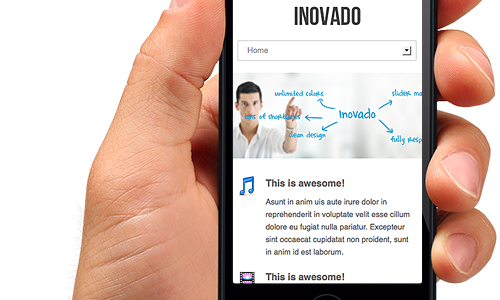 INOVADO
Home
unlimited colors
slider mo
tons of shortcodes
Inovado
clean design
fully resp
This is awesome!
Asunt in anim uis aute irure dolor in
reprehenderit in voluptate velit esse cillum
dolore eu fugiat nulla pariatur. Excepteur
sint occaecat cupidatat non proident, sunt
in anim id est laborum.
This is awesome!